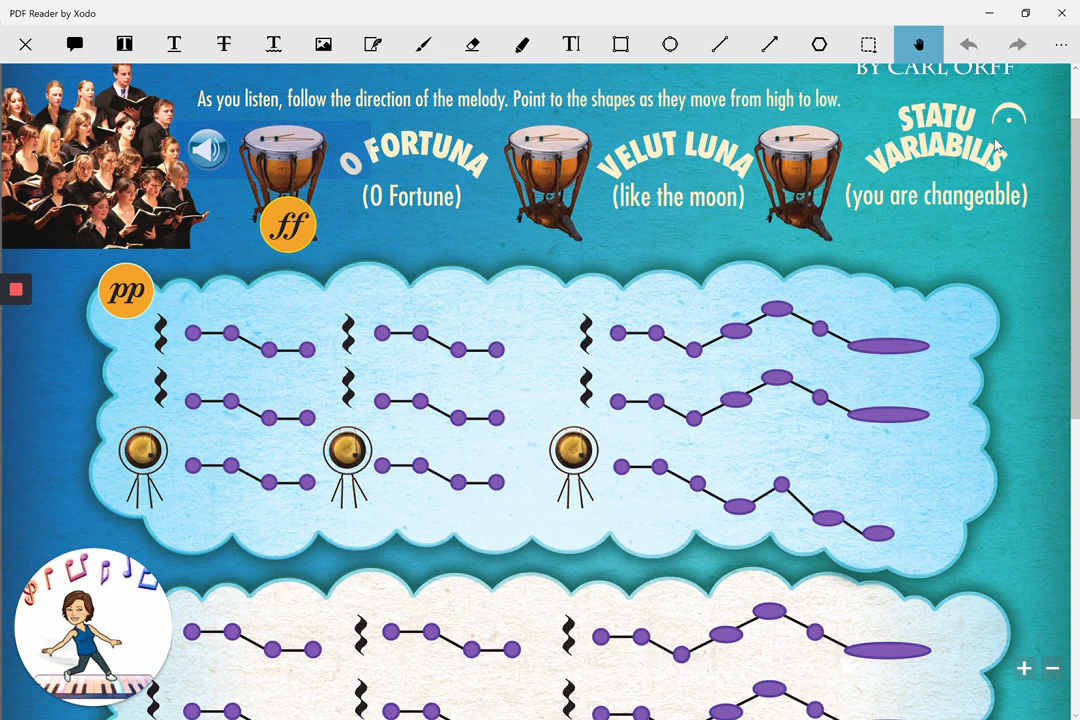 PDF Reader by Xodo
BY CARL ORFF
As you listen, follow the direction of the melody. Point to the shapes as they move from high to low.
O FORTUNA
(O Fortune)
VELUT LUNA
(like the moon)
STATU
VARIABILIS
(you are changeable)
ff
pp